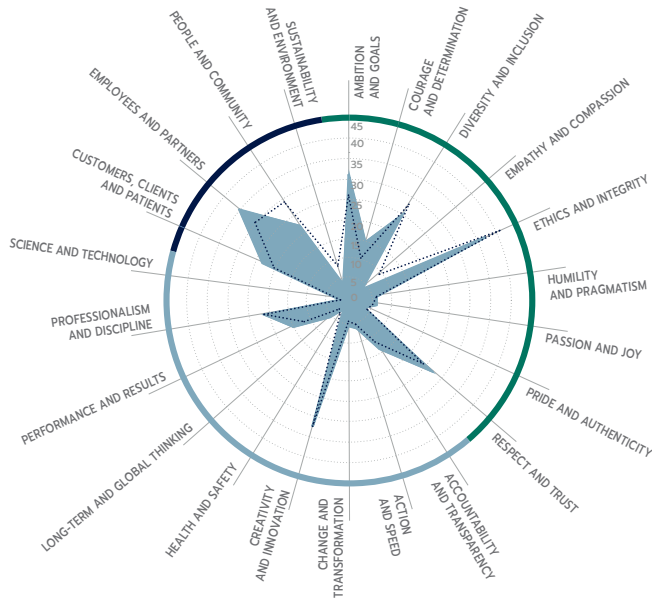 AMBITION
AND GOALS
COURAGE
AND DETERMINATION
DIVERSITY AND INCLUSION
EMPATHY AND COMPASSION
ETHICS AND INTEGRITY
HUMILITY
AND PRAGMATISM
PASSION AND JOY
PRIDE AND AUTHENTICITY
RESPECT AND TRUST
ACCOUNTABILITY
AND TRANSPARENCY
ACTION
AND SPEED
CHANGE AND
TRANSFORMATION
CREATIVITY
AND INNOVATION
HEALTH AND SAFETY
LONG-TERM AND GLOBAL THINKING
PERFORMANCE AND RESULTS
PROFESSIONALISM
AND DISCIPLINE
SCIENCE AND TECHNOLOGY
CUSTOMERS, CLIENTS
AND PATIENTS
EMPLOYEES AND PARTNERS
PEOPLE AND COMMUNITY
SUSTAINABILITY
AND ENVIRONMENT
45
40
35
30
25
10
5
0